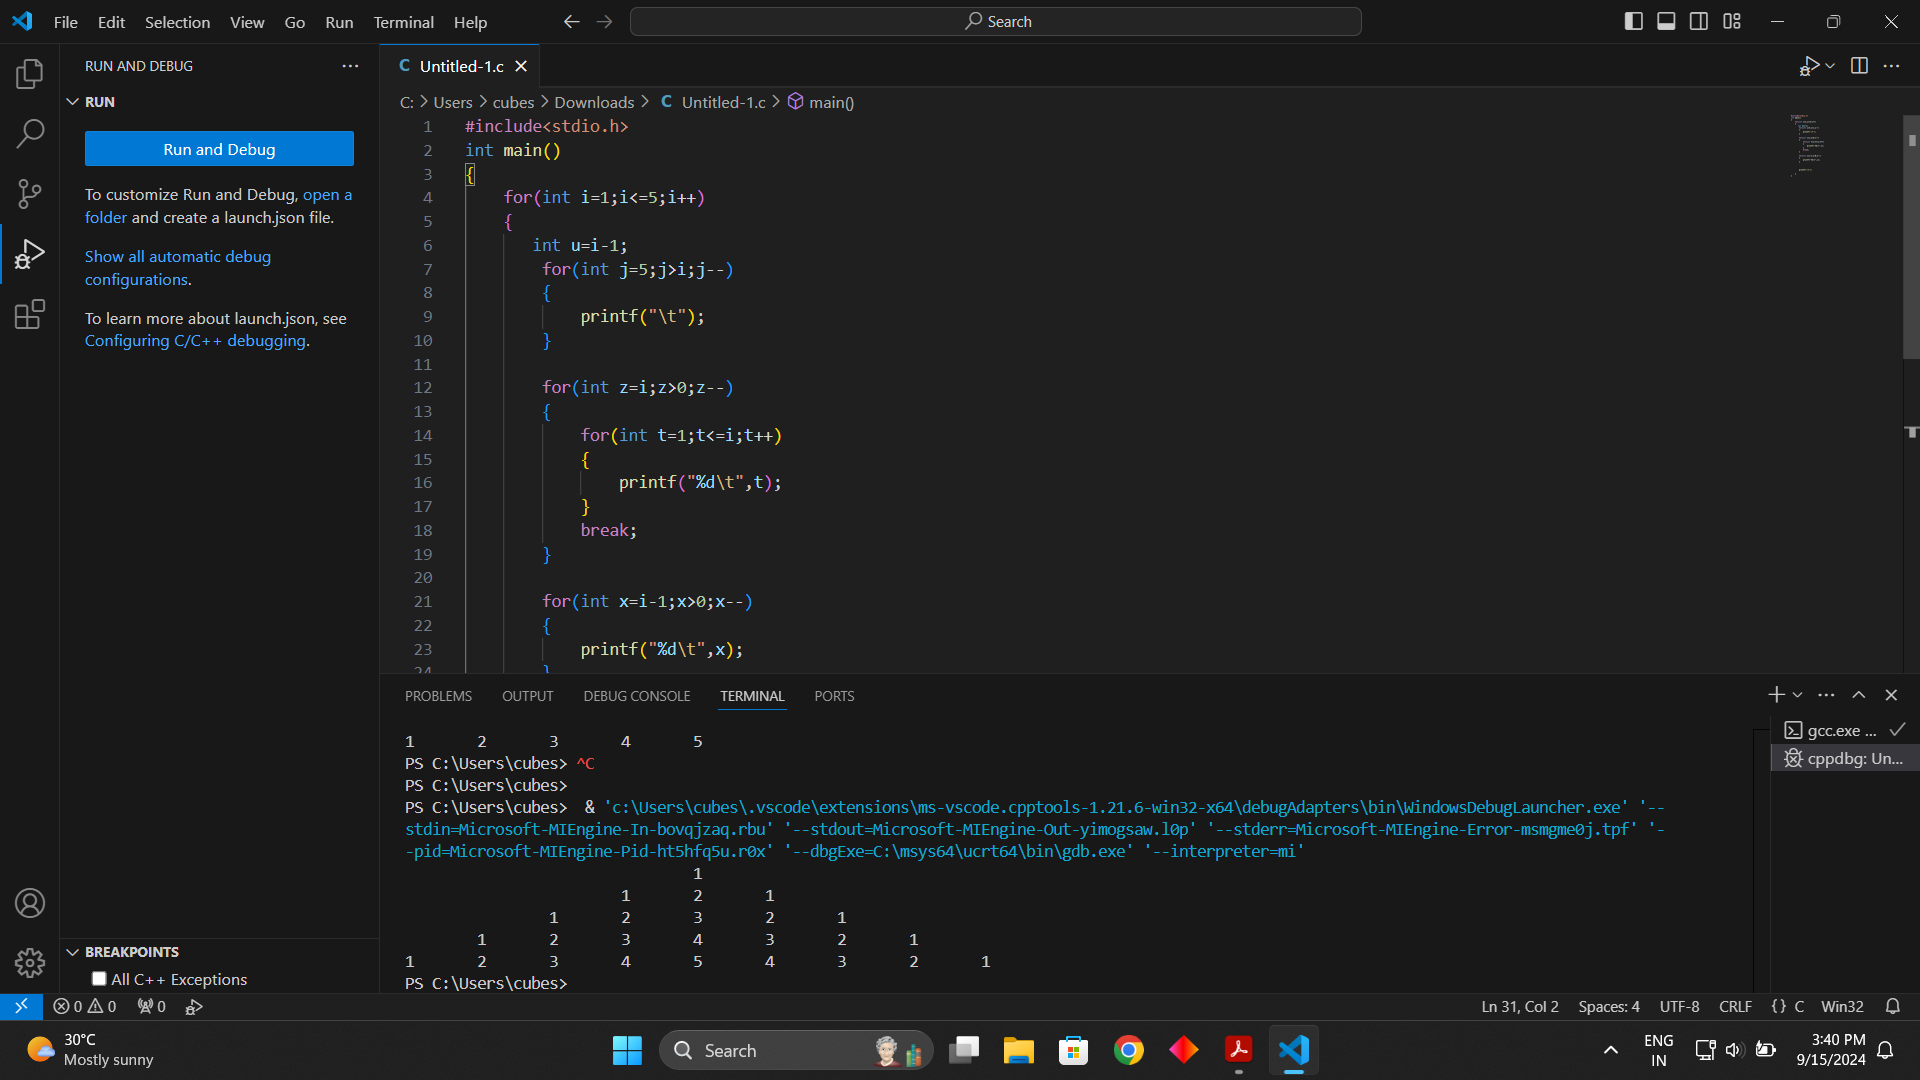 File Edit Selection View Go Run Terminal Help Search
RUN AND DEBUG
RUN
Run and Debug
To customize Run and Debug, open a
folder and create a launch.json file.
Show all automatic debug
configurations.
To learn more about launch.json, see
Configuring C/C++ debugging.
BREAKPOINTS
All C++ Exceptions
C Untitled-1.c
C: > Users > cubes > Downloads > C Untitled-1.c > main()
1 #include<stdio.h>
2 int main()
3 {
4 for(int i=1;i<=5;i++)
5 {
6 int u=i-1;
7 for(int j=5;j>i;j--)
8 {
9 printf("\t");
10 }
11
12 for(int z=i;z>0;z--)
13 {
14 for(int t=1;t<=i;t++)
15 {
16 printf("%d\t",t);
17 }
18 break;
19 }
20
21 for(int x=i-1;x>0;x--)
22 {
23 printf("%d\t",x);
24 }
PROBLEMS OUTPUT DEBUG CONSOLE TERMINAL PORTS
1 2 3 4 5
PS C:\Users\cubes> ^C
PS C:\Users\cubes>
PS C:\Users\cubes> & 'c:\Users\cubes\.vscode\extensions\ms-vscode.cpptools-1.21.6-win32-x64\debugAdapters\bin\WindowsDebugLauncher.exe' '--
stdin=Microsoft-MIEngine-In-bovqjzaq.rbu' '--stdout=Microsoft-MIEngine-Out-yimogsaw.l0p' '--stderr=Microsoft-MIEngine-Error-msmgme0j.tpf' '-
-pid=Microsoft-MIEngine-Pid-ht5hfq5u.r0x' '--dbgExe=C:\msys64\ucrt64\bin\gdb.exe' '--interpreter=mi'
1
1 2 1
1 2 3 2 1
1 2 3 4 3 2 1
1 2 3 4 5 4 3 2 1
PS C:\Users\cubes>
gcc.exe ...
cppdbg: Un...
0 0 0 Ln 31, Col 2 Spaces: 4 UTF-8 CRLF {} C Win32
30°C
Mostly sunny
Search
ENG
IN
3:40 PM
9/15/2024